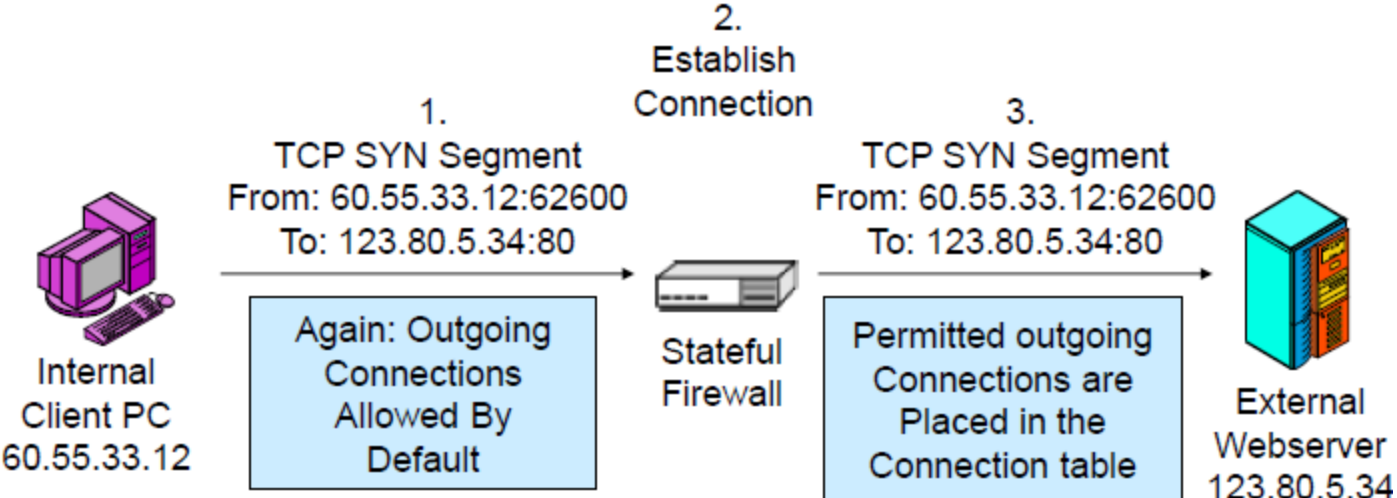 2.
Establish
Connection
1.
TCP SYN Segment
From: 60.55.33.12:62600
To: 123.80.5.34:80
3.
TCP SYN Segment
From: 60.55.33.12:62600
To: 123.80.5.34:80
Internal
Client PC
60.55.33.12
Again: Outgoing
Connections
Allowed By
Default
Stateful
Firewall
Permitted outgoing
Connections are
Placed in the
Connection table
External
Webserver
123.80.5.34